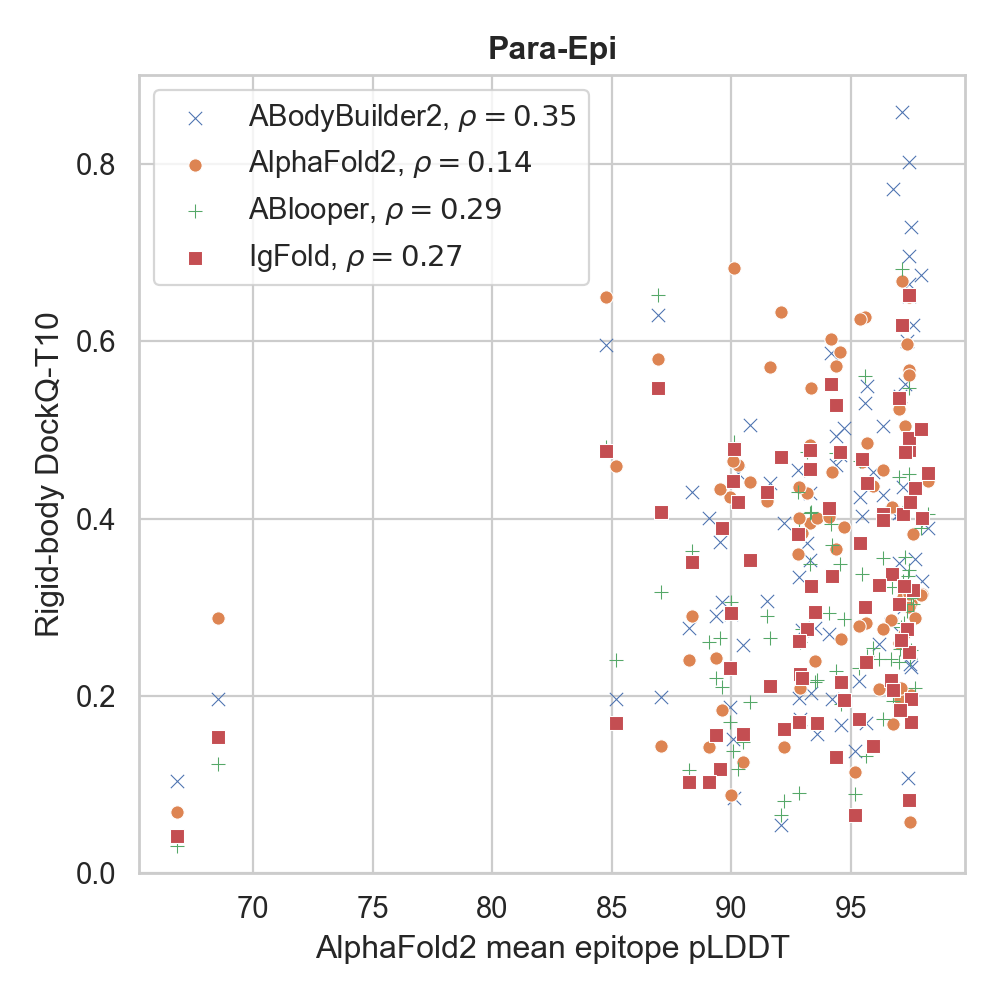 Para-Epi
ABodyBuilder2, ρ = 0.35
AlphaFold2, ρ = 0.14
ABlooper, ρ = 0.29
IgFold, ρ = 0.27
Rigid-body DockQ-T10
0.8
0.6
0.4
0.2
0.0
70 75 80 85 90 95
AlphaFold2 mean epitope pLDDT